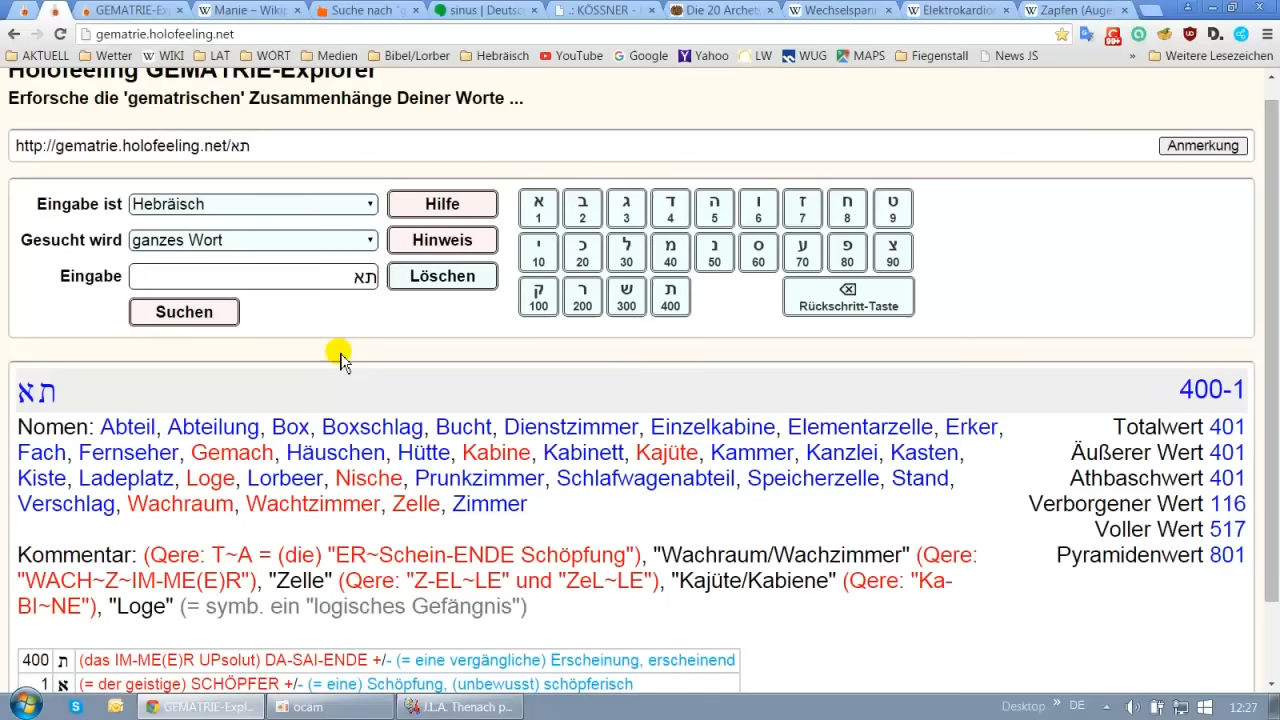 GEMATRIE-Ex
Manie – Wikip
Suche nach "g
sinus | Deutsc
.: KÖSSNER -
Die 20 Archet
Wechselspan
Elektrokardio
Zapfen (Auge
gematrie.holofeeling.net
AKTUELL Wetter WIKI LAT WORT Medien Bibel/Lorber Hebräisch YouTube Google Yahoo LW WUG MAPS Fiegenstall News JS » Weitere Lesezeichen
Holofeeling GEMATRIE-Explorer
Erforsche die 'gematrischen' Zusammenhänge Deiner Worte ...
http://gematrie.holofeeling.net/תא Anmerkung
Eingabe ist Hebräisch Hilfe
Gesucht wird ganzes Wort Hinweis
Eingabe תא Löschen
Suchen
א ב ג ד ה ו ז ח ט
1 2 3 4 5 6 7 8 9
י כ ל מ נ ס ע פ צ
10 20 30 40 50 60 70 80 90
ק ר ש ת
100 200 300 400 Rückschritt-Taste
תא 400-1
Nomen: Abteil, Abteilung, Box, Boxschlag, Bucht, Dienstzimmer, Einzelkabine, Elementarzelle, Erker,
Fach, Fernseher, Gemach, Häuschen, Hütte, Kabine, Kabinett, Kajüte, Kammer, Kanzlei, Kasten,
Kiste, Ladeplatz, Loge, Lorbeer, Nische, Prunkzimmer, Schlafwagenabteil, Speicherzelle, Stand,
Verschlag, Wachraum, Wachtzimmer, Zelle, Zimmer
Totalwert 401
Äußerer Wert 401
Athbaschwert 401
Verborgener Wert 116
Voller Wert 517
Pyramidenwert 801
Kommentar: (Qere: T~A = (die) "ER~Schein-ENDE Schöpfung"), "Wachraum/Wachzimmer" (Qere:
"WACH~Z~IM-ME(E)R"), "Zelle" (Qere: "Z-EL~LE" und "ZeL~LE"), "Kajüte/Kabiene" (Qere: "Ka-
BI~NE"), "Loge" (= symb. ein "logisches Gefängnis")
400 ת (das IM-ME(E)R UPsolut) DA-SAI-ENDE +/- (= eine vergängliche) Erscheinung, erscheinend
1 א (= der geistige) SCHÖPFER +/- (= eine) Schöpfung, (unbewusst) schöpferisch
GEMATRIE-Expl... ocam J.L.A. Thenach p... Desktop » DE 12:27